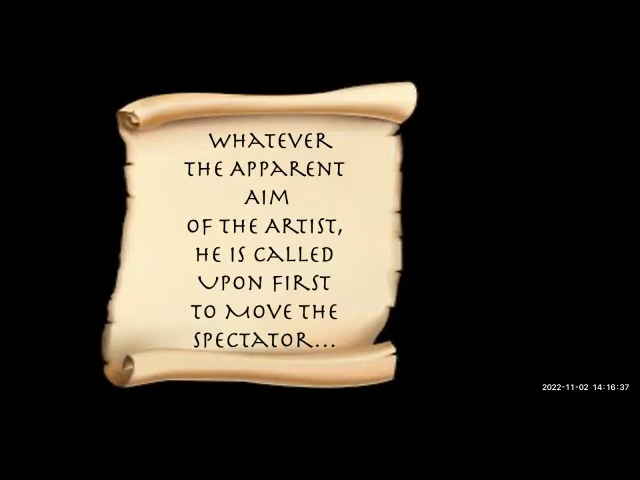 WHATEVER
THE APPARENT
AIM
OF THE ARTIST,
HE IS CALLED
UPON FIRST
TO MOVE THE
SPECTATOR...
2022-11-02 14:16:37